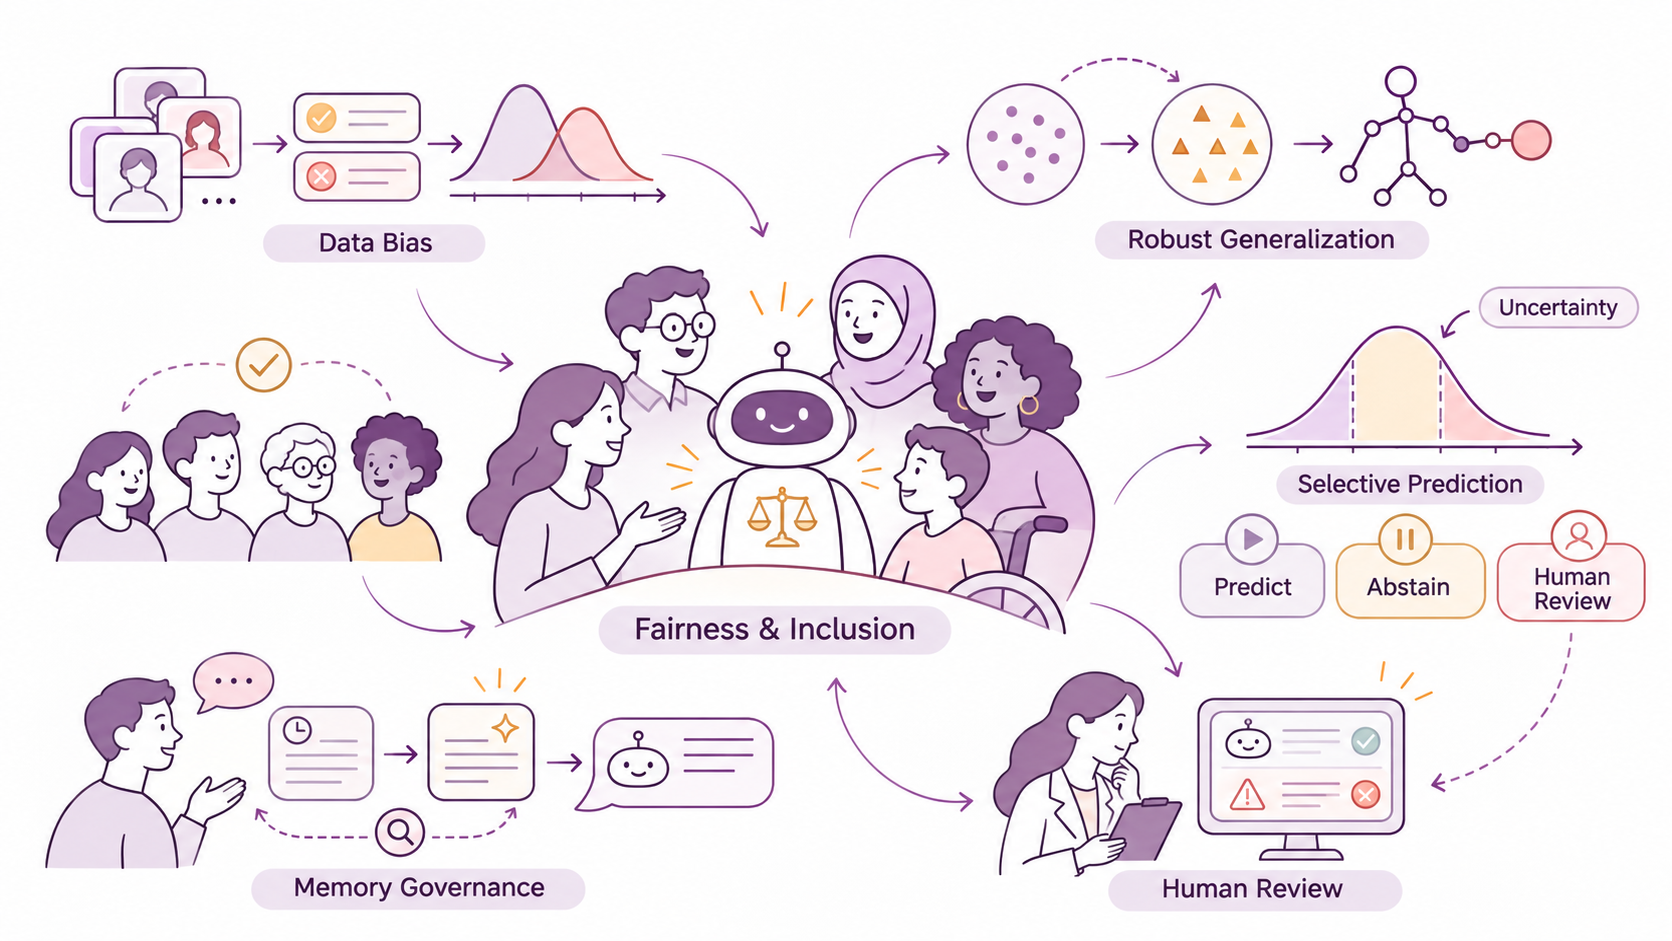 Data Bias
Robust Generalization
Uncertainty
Selective Prediction
Predict
Abstain
Human
Review
Fairness & Inclusion
Memory Governance
Human Review